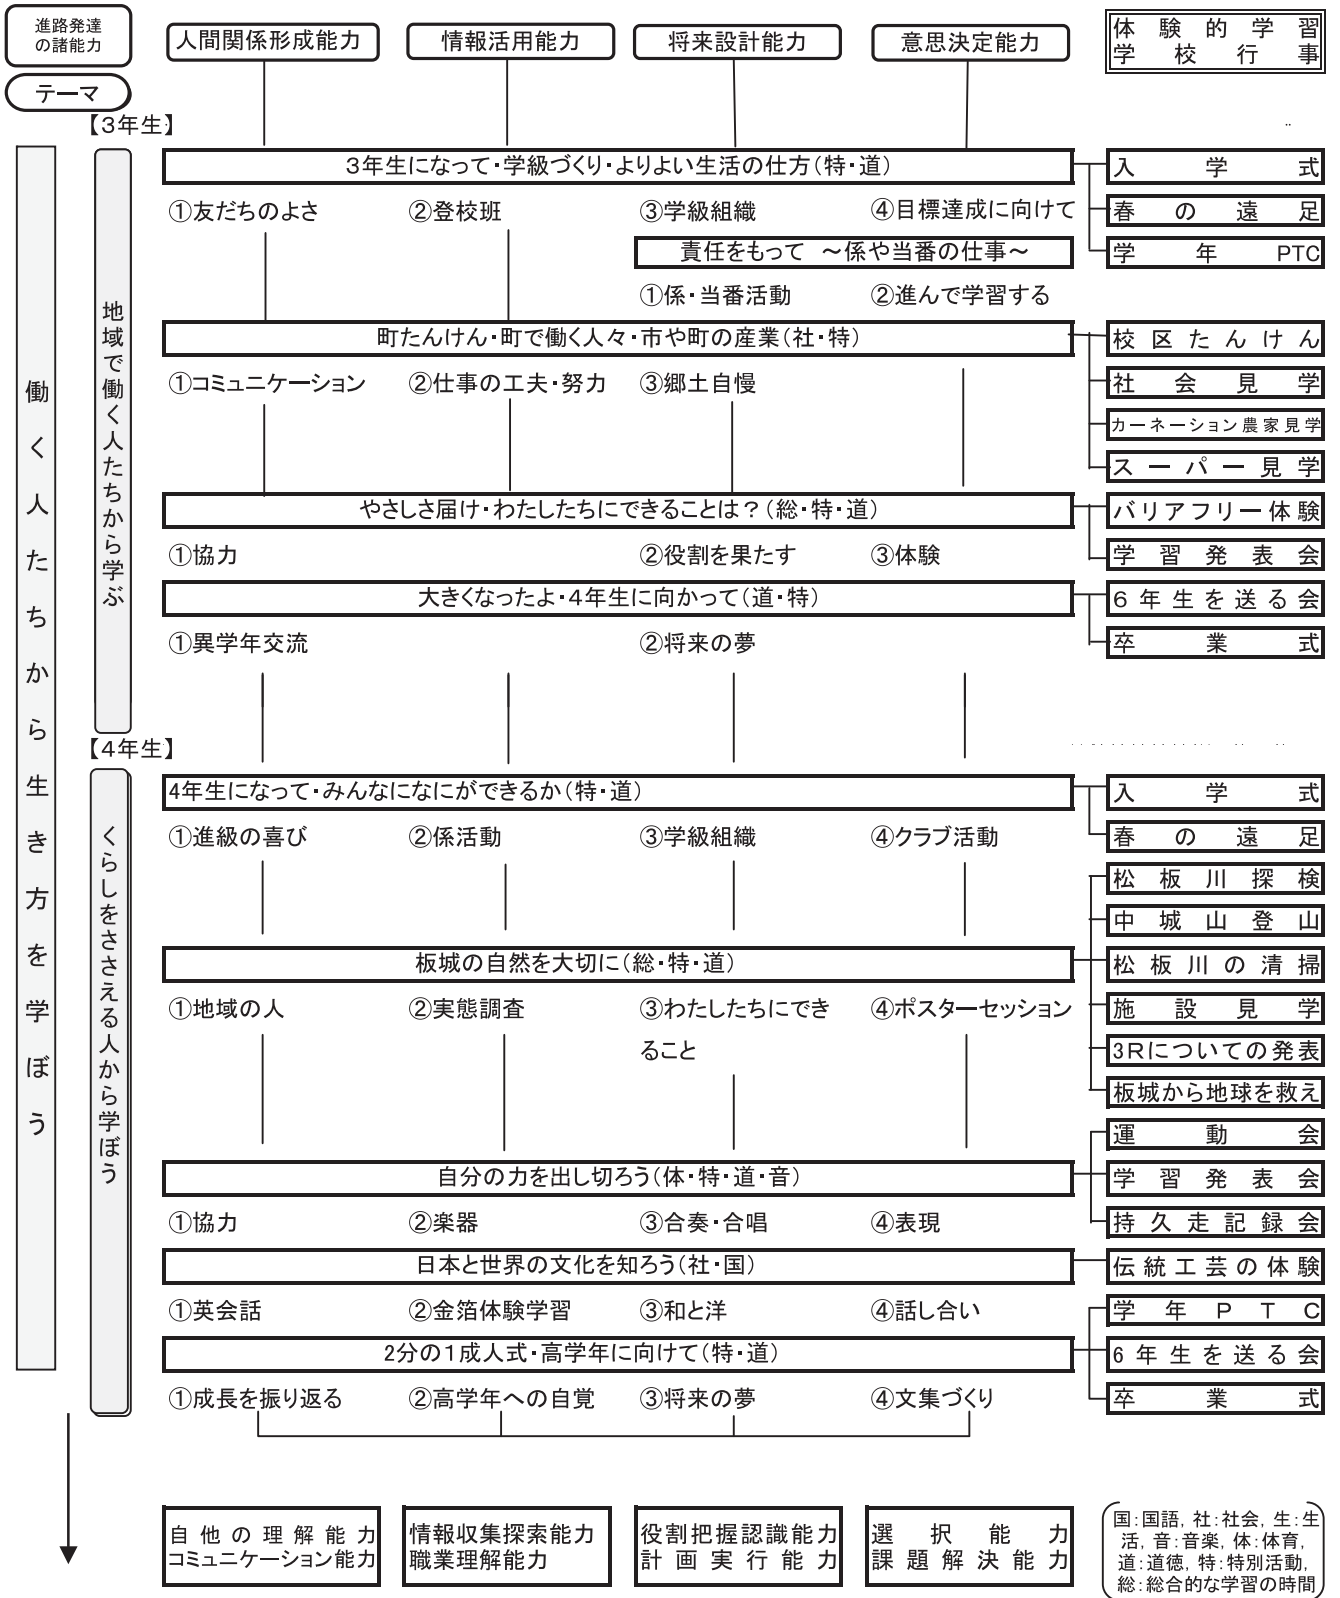 進路発達
の諸能力
人間関係形成能力
情報活用能力
将来設計能力
意思決定能力
体験的学習
学校行事
テーマ
働く人たちから生き方を学ぼう
【3年生】
地域で働く人たちから学ぶ
3年生になって・学級づくり・よりよい生活の仕方(特・道)
入学式
①友だちのよさ
②登校班
③学級組織
④目標達成に向けて
春の遠足
責任をもって ～係や当番の仕事～
学年PTC
①係・当番活動
②進んで学習する
町たんけん・町で働く人々・市や町の産業(社・特)
校区たんけん
①コミュニケーション
②仕事の工夫・努力
③郷土自慢
社会見学
カーネーション農家見学
スーパー見学
やさしさ届け・わたしたちにできることは？(総・特・道)
バリアフリー体験
①協力
②役割を果たす
③体験
学習発表会
大きくなったよ・4年生に向かって(道・特)
6年生を送る会
①異学年交流
②将来の夢
卒業式
【4年生】
くらしをささえる人から学ぼう
4年生になって・みんなになにができるか(特・道)
入学式
①進級の喜び
②係活動
③学級組織
④クラブ活動
春の遠足
松板川探検
中城山登山
板城の自然を大切に(総・特・道)
松板川の清掃
①地域の人
②実態調査
③わたしたちにでき
ること
④ポスターセッション
施設見学
3Rについての発表
板城から地球を救え
運動会
自分の力を出し切ろう(体・特・道・音)
学習発表会
①協力
②楽器
③合奏・合唱
④表現
持久走記録会
日本と世界の文化を知ろう(社・国)
伝統工芸の体験
①英会話
②金箔体験学習
③和と洋
④話し合い
学年PTC
2分の1成人式・高学年に向けて(特・道)
6年生を送る会
①成長を振り返る
②高学年への自覚
③将来の夢
④文集づくり
卒業式
自他の理解能力
コミュニケーション能力
情報収集探索能力
職業理解能力
役割把握認識能力
計画実行能力
選択能力
課題解決能力
国:国語, 社:社会, 生:生
活, 音:音楽, 体:体育,
道:道徳, 特:特別活動,
総:総合的な学習の時間